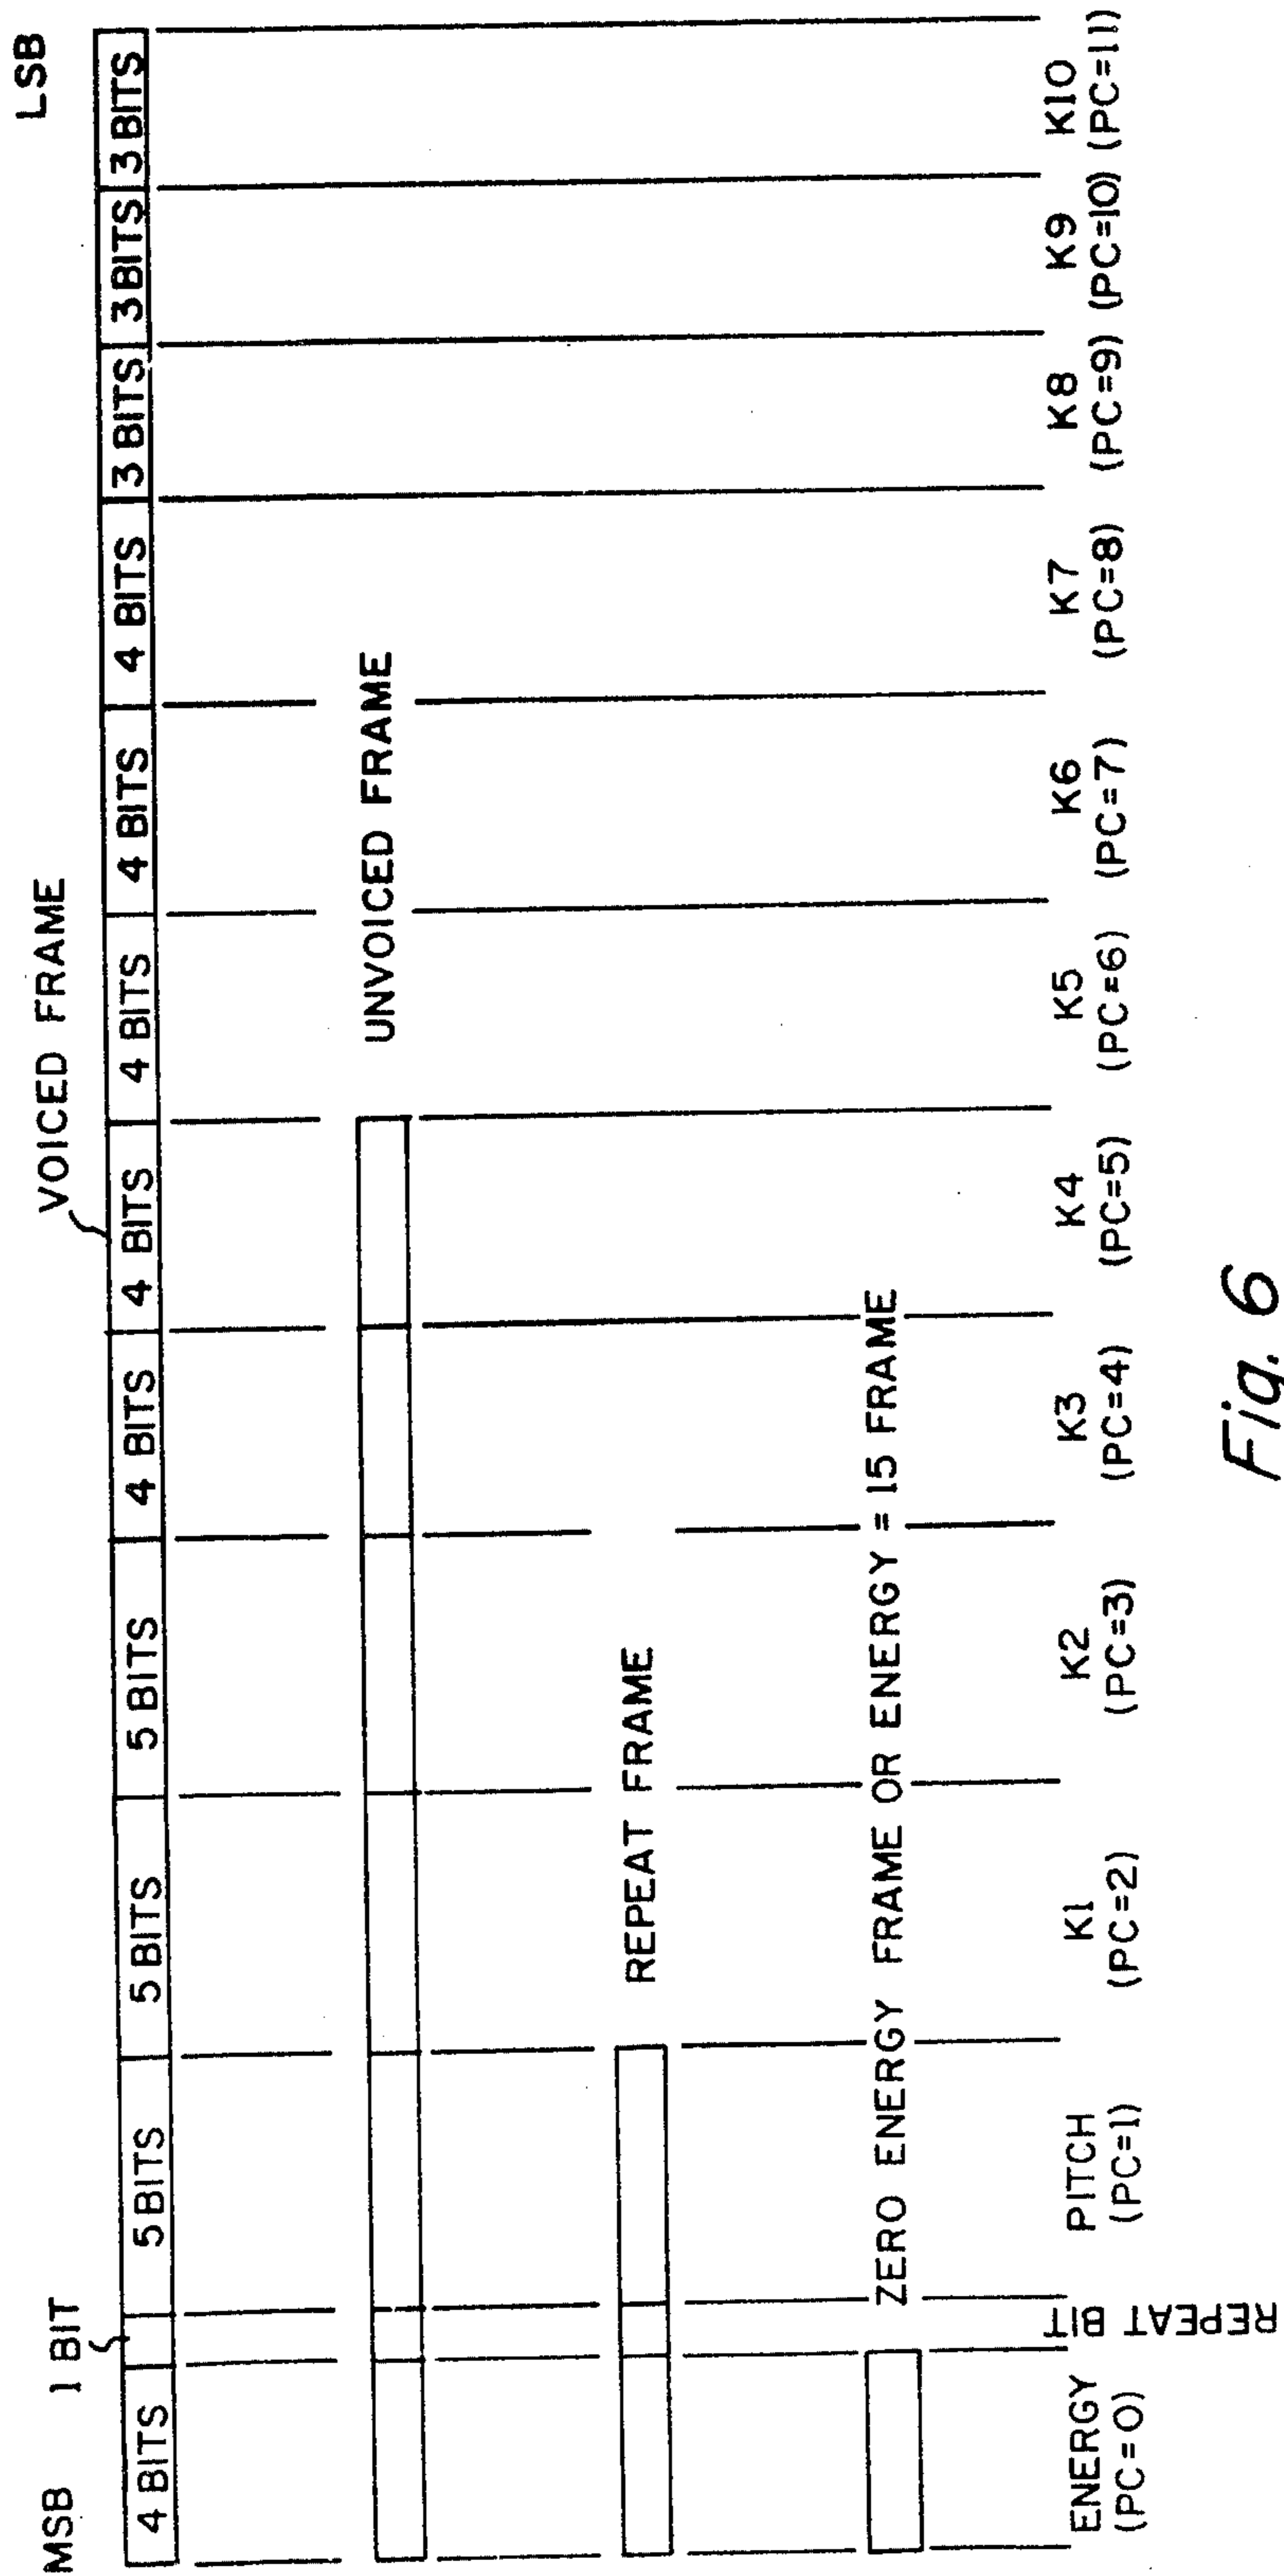 MSB
1 BIT
VOICED FRAME
LSB
4 BITS
5 BITS
5 BITS
5 BITS
4 BITS
4 BITS
4 BITS
4 BITS
4 BITS
3 BITS
3 BITS
3 BITS
UNVOICED FRAME
REPEAT FRAME
ZERO ENERGY FRAME OR ENERGY = 15 FRAME
ENERGY
(PC=0)
REPEAT BIT
PITCH
(PC=1)
K1
(PC=2)
K2
(PC=3)
K3
(PC=4)
K4
(PC=5)
K5
(PC=6)
K6
(PC=7)
K7
(PC=8)
K8
(PC=9)
K9
(PC=10)
K10
(PC=11)
Fig. 6